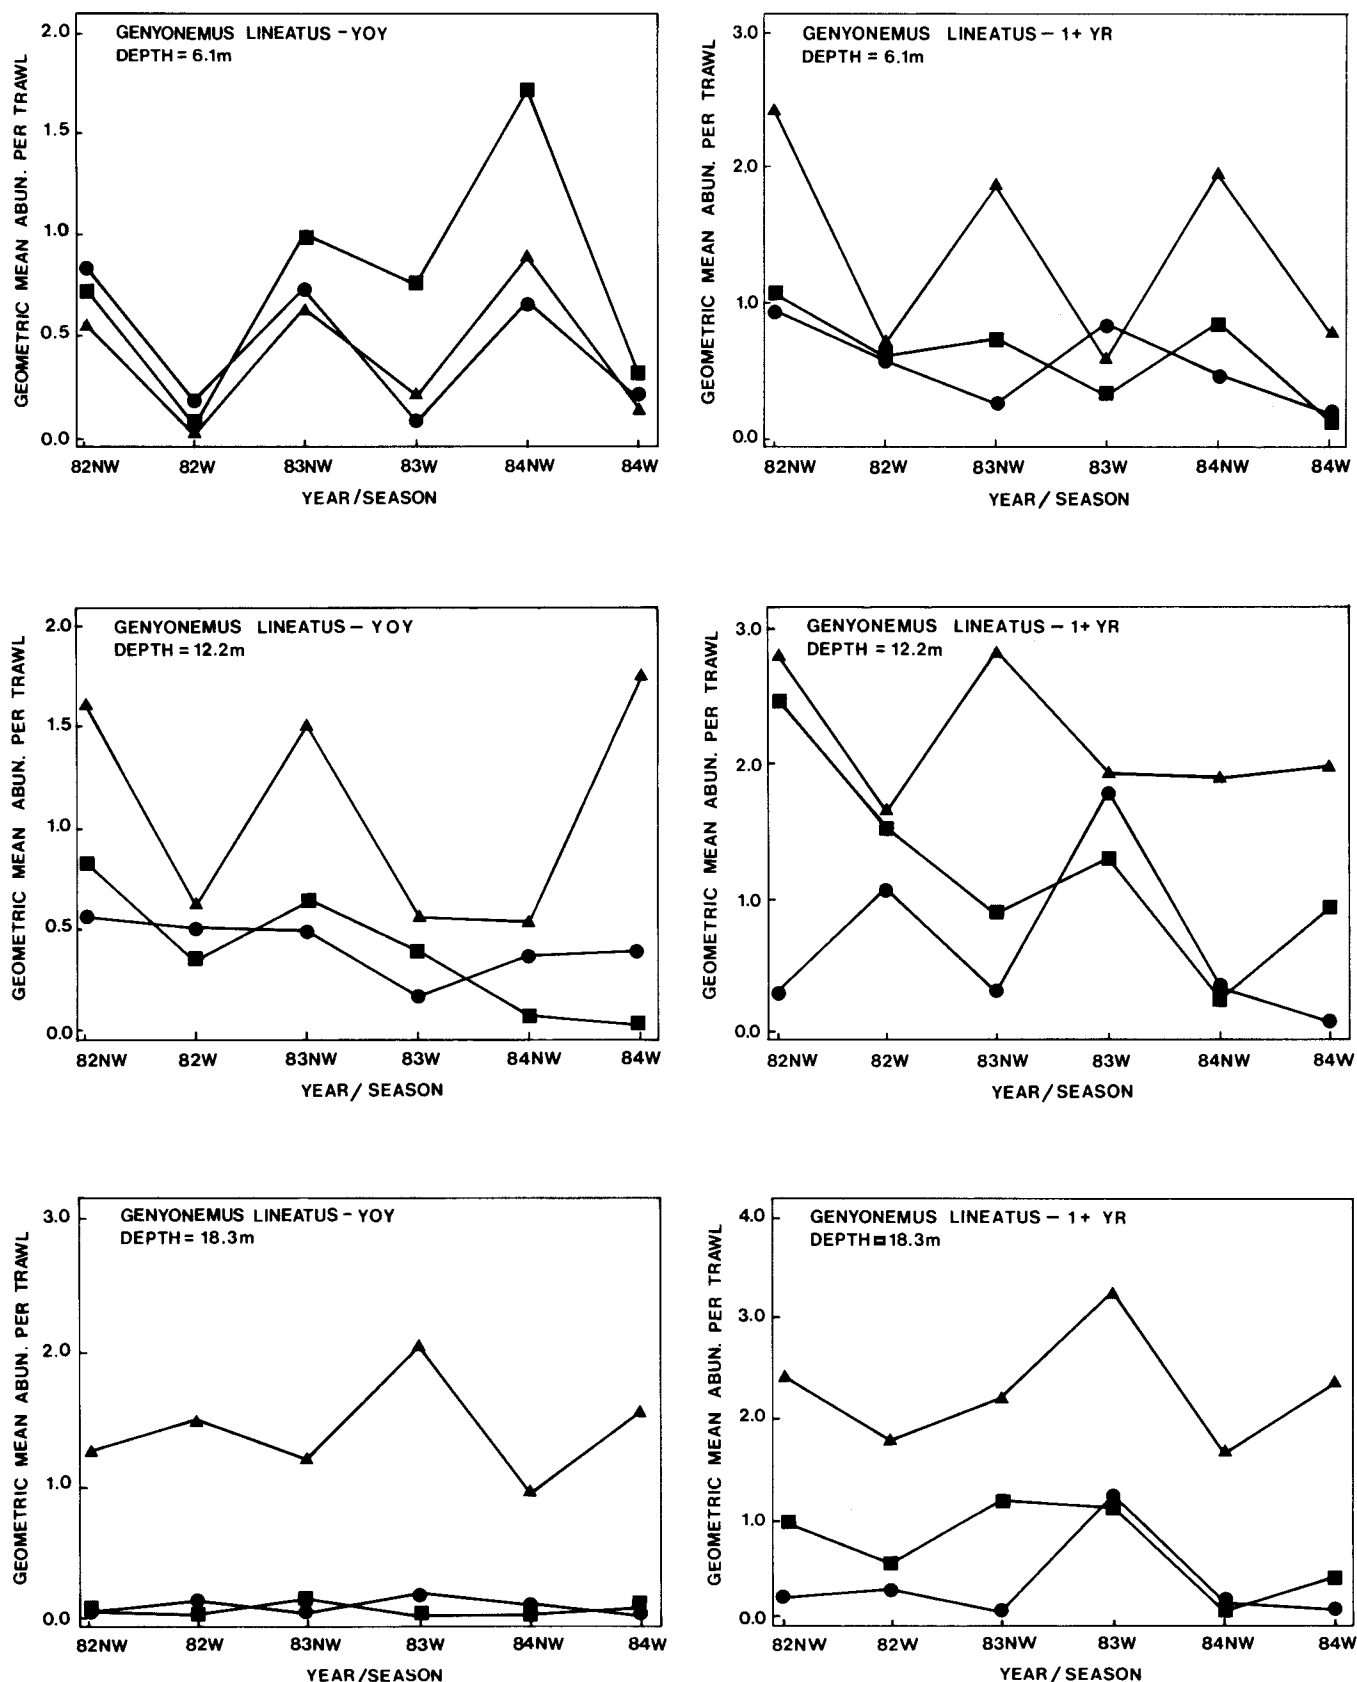 GENYONEMUS LINEATUS - YOY
DEPTH = 6.1m
GEOMETRIC MEAN ABUN. PER TRAWL
2.0
1.5
1.0
0.5
0.0
82NW 82W 83NW 83W 84NW 84W
YEAR/SEASON
GENYONEMUS LINEATUS - 1+ YR
DEPTH = 6.1m
GEOMETRIC MEAN ABUN. PER TRAWL
3.0
2.0
1.0
0.0
82NW 82W 83NW 83W 84NW 84W
YEAR/SEASON
GENYONEMUS LINEATUS - YOY
DEPTH = 12.2m
GEOMETRIC MEAN ABUN. PER TRAWL
2.0
1.5
1.0
0.5
0.0
82NW 82W 83NW 83W 84NW 84W
YEAR/SEASON
GENYONEMUS LINEATUS - 1+ YR
DEPTH = 12.2m
GEOMETRIC MEAN ABUN. PER TRAWL
3.0
2.0
1.0
0.0
82NW 82W 83NW 83W 84NW 84W
YEAR/SEASON
GENYONEMUS LINEATUS - YOY
DEPTH = 18.3m
GEOMETRIC MEAN ABUN. PER TRAWL
3.0
2.0
1.0
0.0
82NW 82W 83NW 83W 84NW 84W
YEAR/SEASON
GENYONEMUS LINEATUS - 1+ YR
DEPTH = 18.3m
GEOMETRIC MEAN ABUN. PER TRAWL
4.0
3.0
2.0
1.0
0.0
82NW 82W 83NW 83W 84NW 84W
YEAR/SEASON